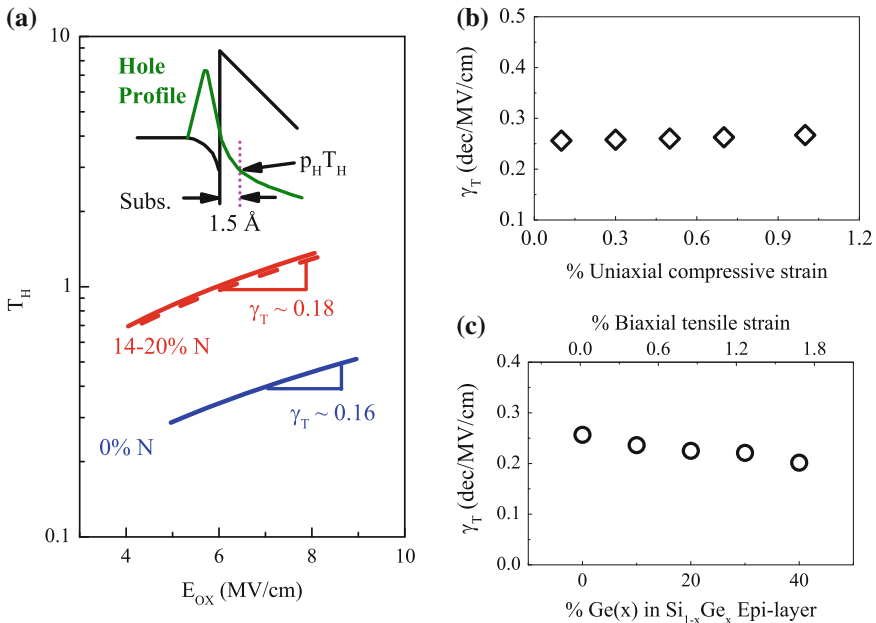 (a)
10
Hole
Profile
p_H T_H
Subs.
1.5 Å
T_H
1
γ_T ~ 0.18
14-20% N
γ_T ~ 0.16
0% N
0.1
4 6 8 10
E_OX (MV/cm)
(b)
0.5
0.4
0.3
0.2
0.1
γ_T (dec/MV/cm)
0.0 0.3 0.6 0.9 1.2
% Uniaxial compressive strain
(c)
% Biaxial tensile strain
0.0 0.4 0.8 1.2 1.8
0.4
0.3
0.2
0.0
γ_T (dec/MV/cm)
0 20 40
% Ge(x) in Si_{1-x}Ge_x Epi-layer